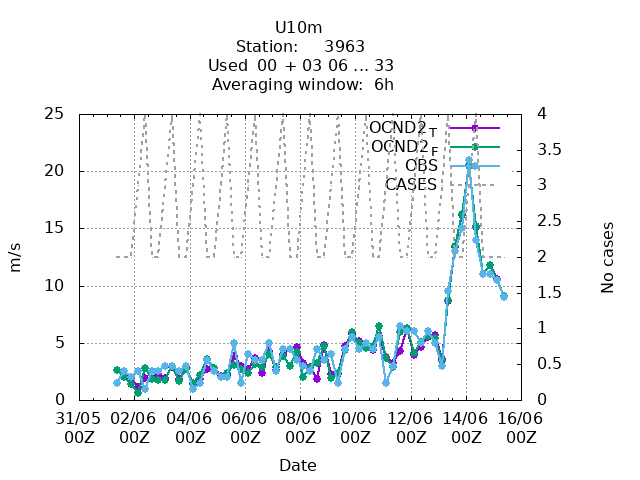 U10m
Station: 3963
Used 00 + 03 06 ... 33
Averaging window: 6h
25
20
15
10
5
0
m/s
4
3.5
3
2.5
2
1.5
1
0.5
0
No cases
OCND2_T
OCND2_F
OBS
CASES
31/05 02/06 04/06 06/06 08/06 10/06 12/06 14/06 16/06
00Z 00Z 00Z 00Z 00Z 00Z 00Z 00Z 00Z
Date